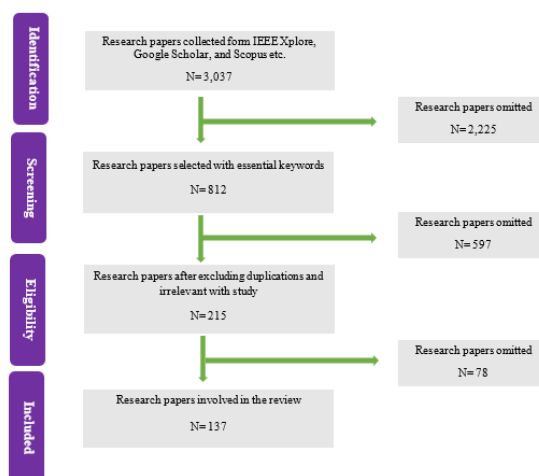 Identification
Research papers collected form IEEE Xplore,
Google Scholar, and Scopus etc.
N= 3,037
Research papers omitted
N= 2,225
Screening
Research papers selected with essential keywords
N= 812
Research papers omitted
N= 597
Eligibility
Research papers after excluding duplications and
irrelevant with study
N= 215
Research papers omitted
N= 78
Included
Research papers involved in the review
N= 137